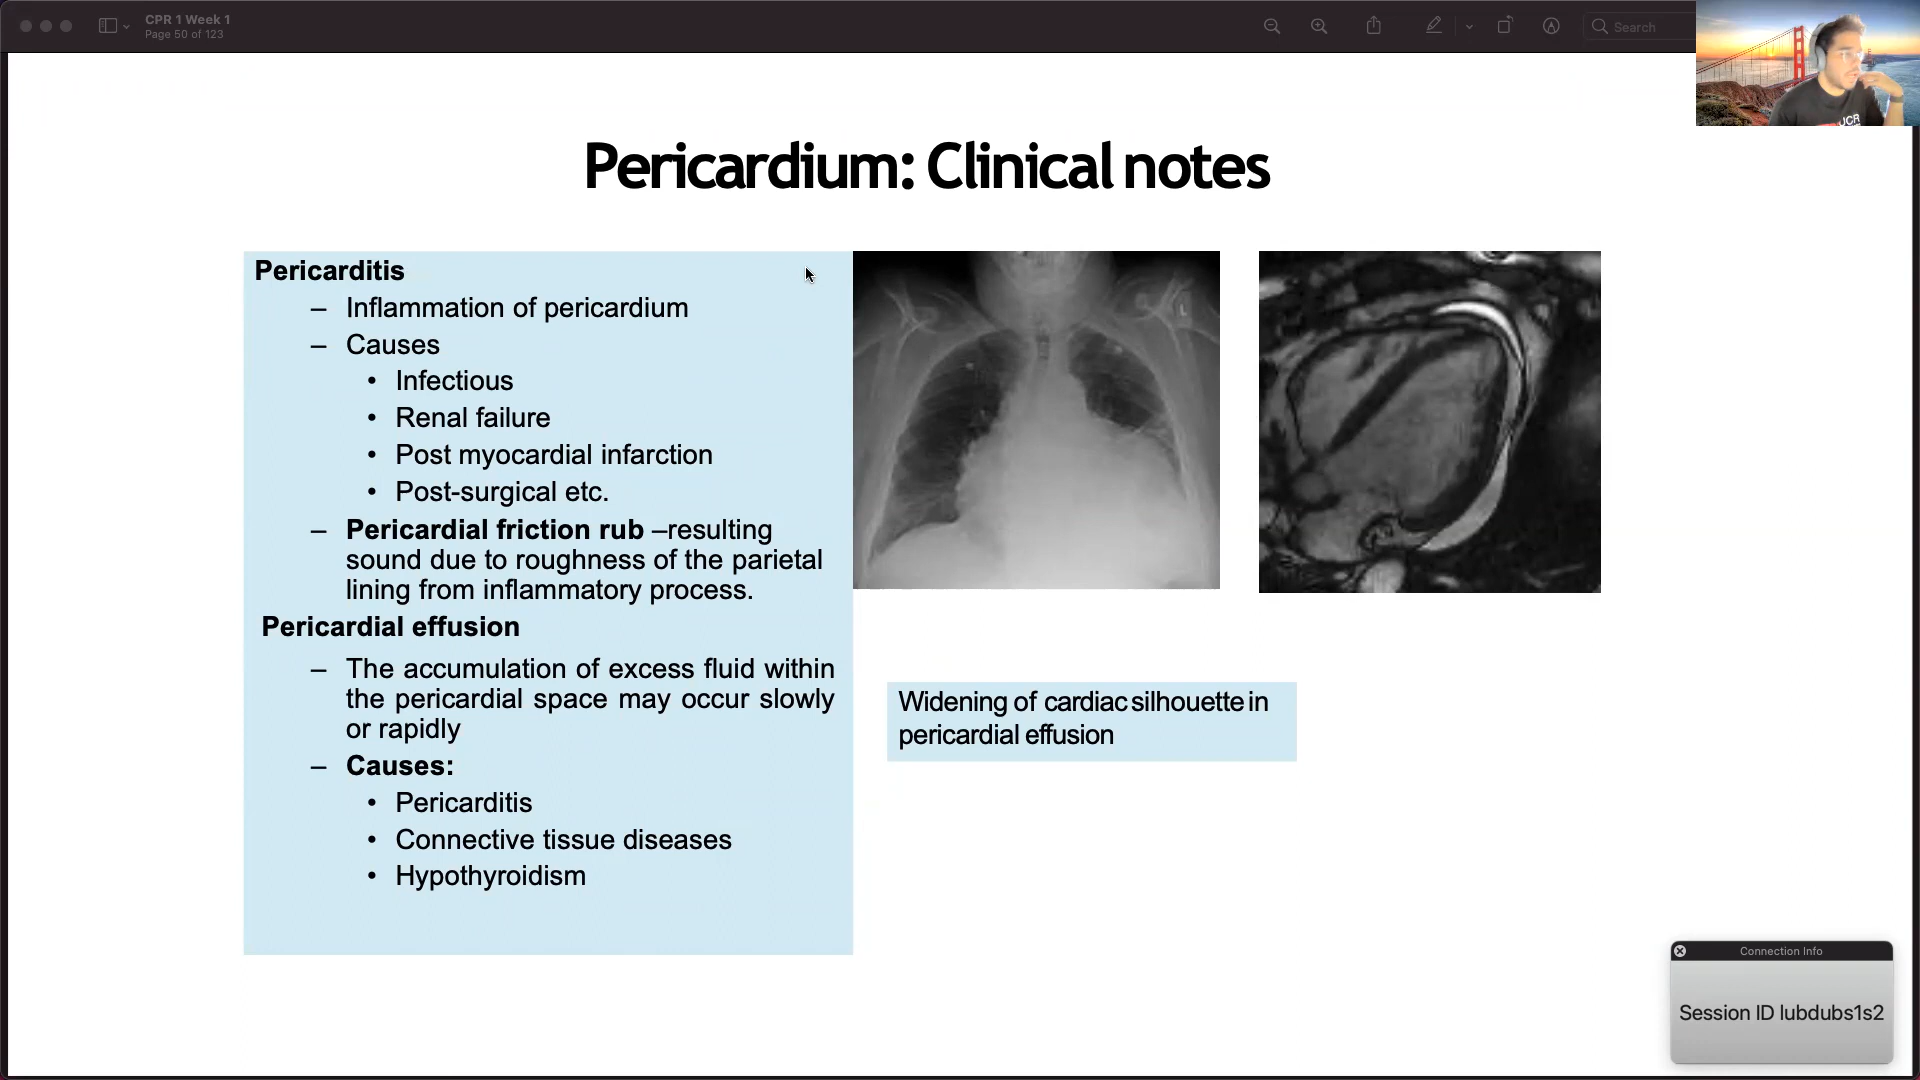 CPR 1 Week 1
Page 50 of 123
Search
UCR
Pericardium: Clinical notes
Pericarditis
– Inflammation of pericardium
– Causes
• Infectious
• Renal failure
• Post myocardial infarction
• Post-surgical etc.
– Pericardial friction rub –resulting
sound due to roughness of the parietal
lining from inflammatory process.
Pericardial effusion
– The accumulation of excess fluid within
the pericardial space may occur slowly
or rapidly
– Causes:
• Pericarditis
• Connective tissue diseases
• Hypothyroidism
L
Widening of cardiac silhouette in
pericardial effusion
Connection Info
Session ID lubdubs1s2